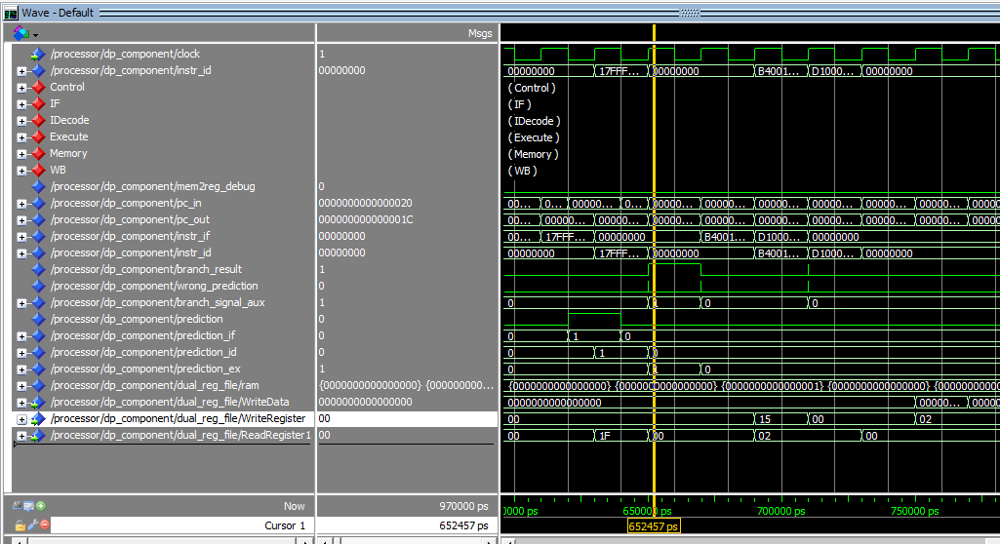 Wave - Default
Msgs
/processor/dp_component/clock 1
/processor/dp_component/instr_id 00000000 00000000 17FFF... 00000000 B4001... D1000... 00000000
Control ( Control )
IF ( IF )
IDecode ( IDecode )
Execute ( Execute )
Memory ( Memory )
WB ( WB )
/processor/dp_component/mem2reg_debug 0
/processor/dp_component/pc_in 0000000000000020 00... 0... 00000... 0... 00000... 00000... 00000... 00000... 00000... 00000...
/processor/dp_component/pc_out 000000000000001C 00... 00000... 00000... 00000... 00000... 00000... 00000... 00000... 00000
/processor/dp_component/instr_if 00000000 00... 17FFF... 00000000 B4001... D1000... 00000000
/processor/dp_component/instr_id 00000000 00000000 17FFF... 00000000 B4001... D1000... 00000000
/processor/dp_component/branch_result 1
/processor/dp_component/wrong_prediction 0
/processor/dp_component/branch_signal_aux 1 0 1 0 0
/processor/dp_component/prediction 0
/processor/dp_component/prediction_if 0 0 1 0
/processor/dp_component/prediction_id 0 0 1 0
/processor/dp_component/prediction_ex 1 0 1 0
/processor/dp_component/dual_reg_file/ram {0000000000000000} {000000000... {0000000000000000} {0000000000000000} {0000000000000001} {0000000000000000} {000000000
/processor/dp_component/dual_reg_file/WriteData 0000000000000000 0000000000000000 00000... 0000
/processor/dp_component/dual_reg_file/WriteRegister 00 00 15 00 02
/processor/dp_component/dual_reg_file/ReadRegister1 00 00 1F 00 02 00
Now 970000 ps 0000 ps 650000 ps 700000 ps 750000 ps
Cursor 1 652457 ps 652457 ps